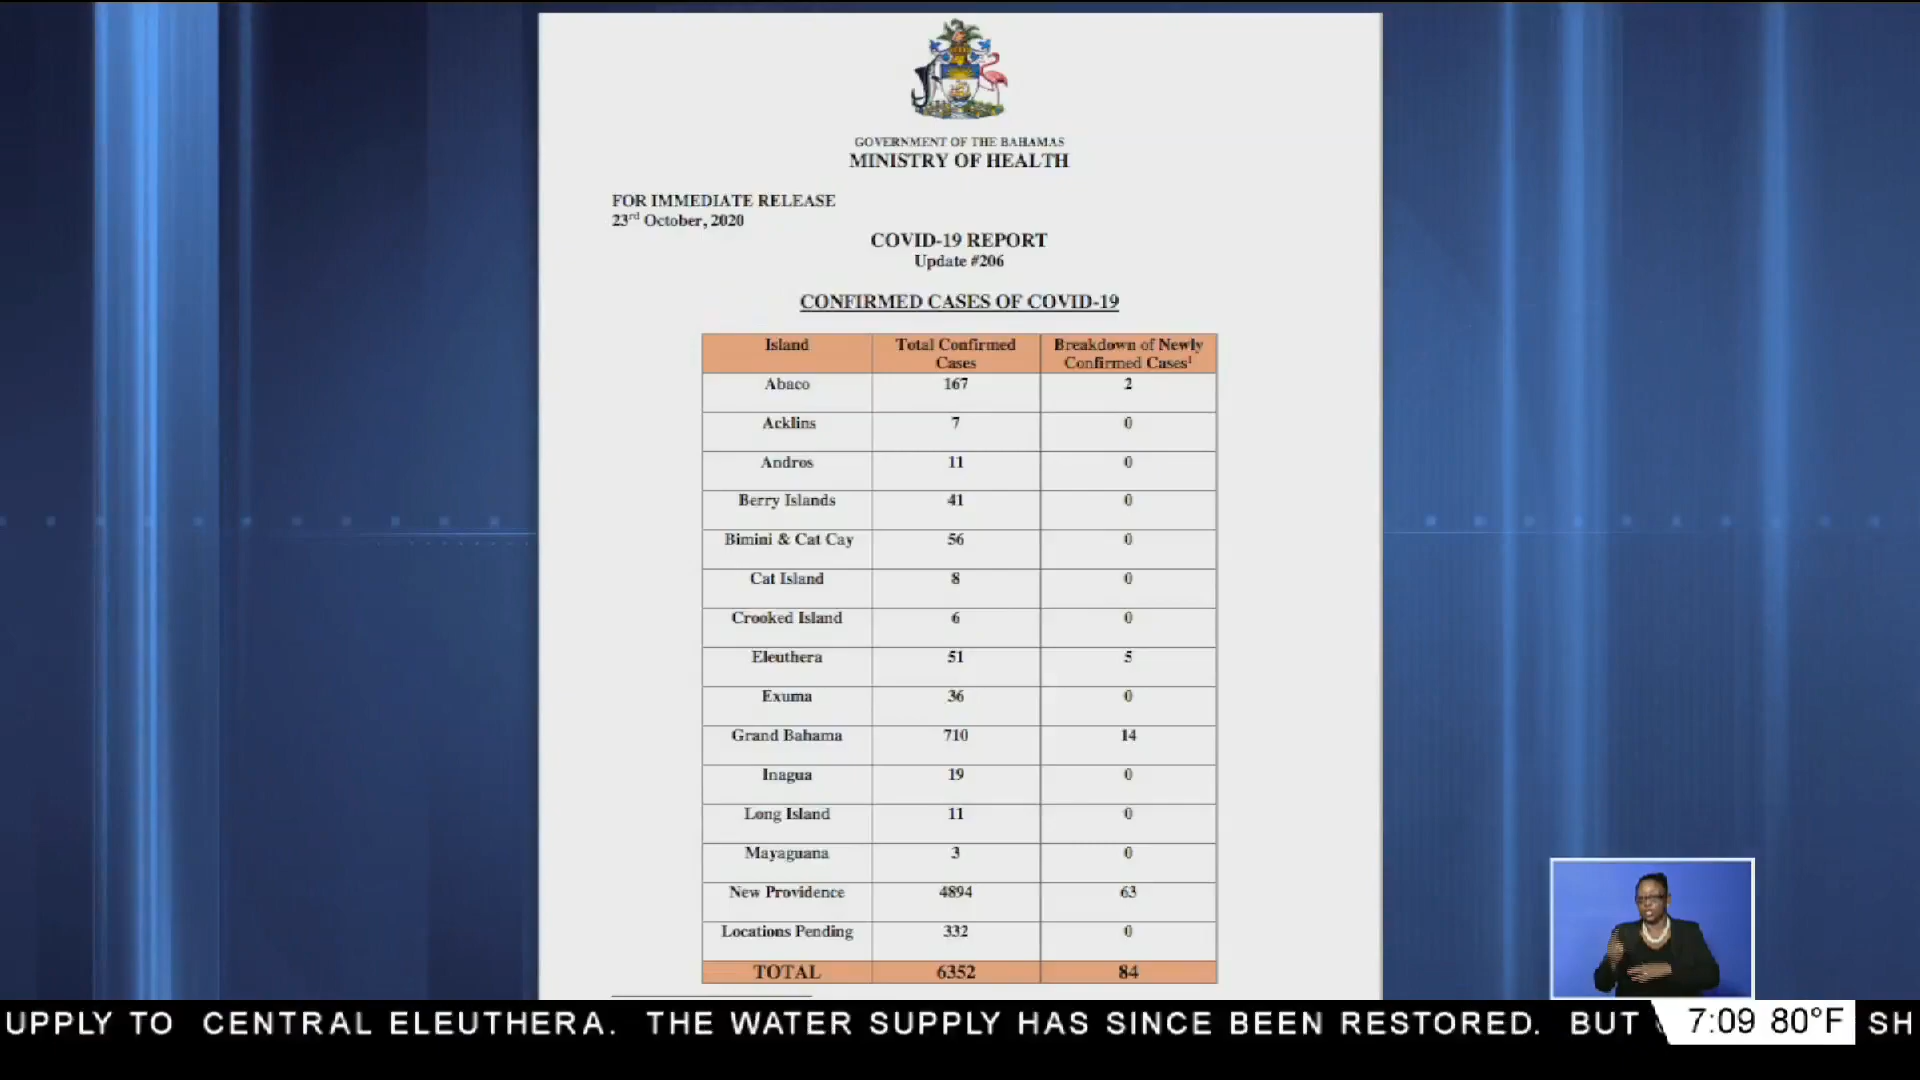 GOVERNMENT OF THE BAHAMAS
MINISTRY OF HEALTH
FOR IMMEDIATE RELEASE
23rd October, 2020
COVID-19 REPORT
Update #206
CONFIRMED CASES OF COVID-19
Island Total Confirmed Cases Breakdown of Newly Confirmed Cases¹
Abaco 167 2
Acklins 7 0
Andros 11 0
Berry Islands 41 0
Bimini & Cat Cay 56 0
Cat Island 8 0
Crooked Island 6 0
Eleuthera 51 5
Exuma 36 0
Grand Bahama 710 14
Inagua 19 0
Long Island 11 0
Mayaguana 3 0
New Providence 4894 63
Locations Pending 332 0
TOTAL 6352 84
UPPLY TO CENTRAL ELEUTHERA. THE WATER SUPPLY HAS SINCE BEEN RESTORED. BUT 7:09 80°F SH